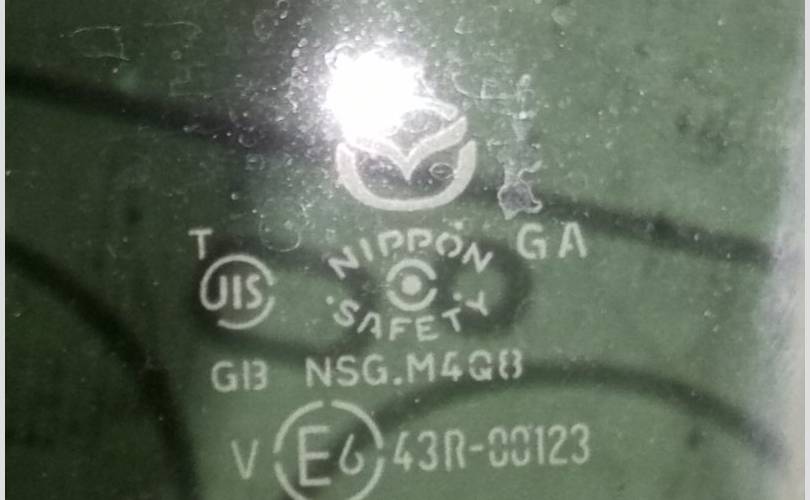 NIPPON
T GA
JIS
SAFETY
GB NSG.M4Q8
V E6 43R-00123